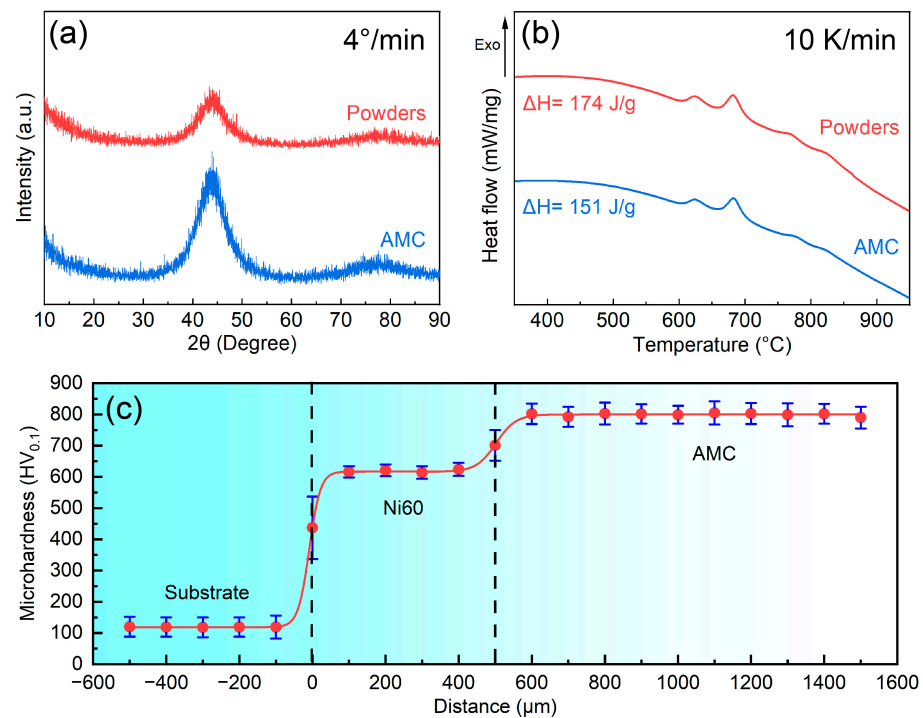 (a)
4°/min
Powders
AMC
Intensity (a.u.)
10 20 30 40 50 60 70 80 90
2θ (Degree)
(b)
10 K/min
Exo
ΔH= 174 J/g
Powders
ΔH= 151 J/g
AMC
Heat flow (mW/mg)
400 500 600 700 800 900
Temperature (°C)
(c)
900
800
700
600
500
400
300
200
100
0
Microhardness (HV0.1)
Substrate
Ni60
AMC
−600 −400 −200 0 200 400 600 800 1000 1200 1400 1600
Distance (μm)